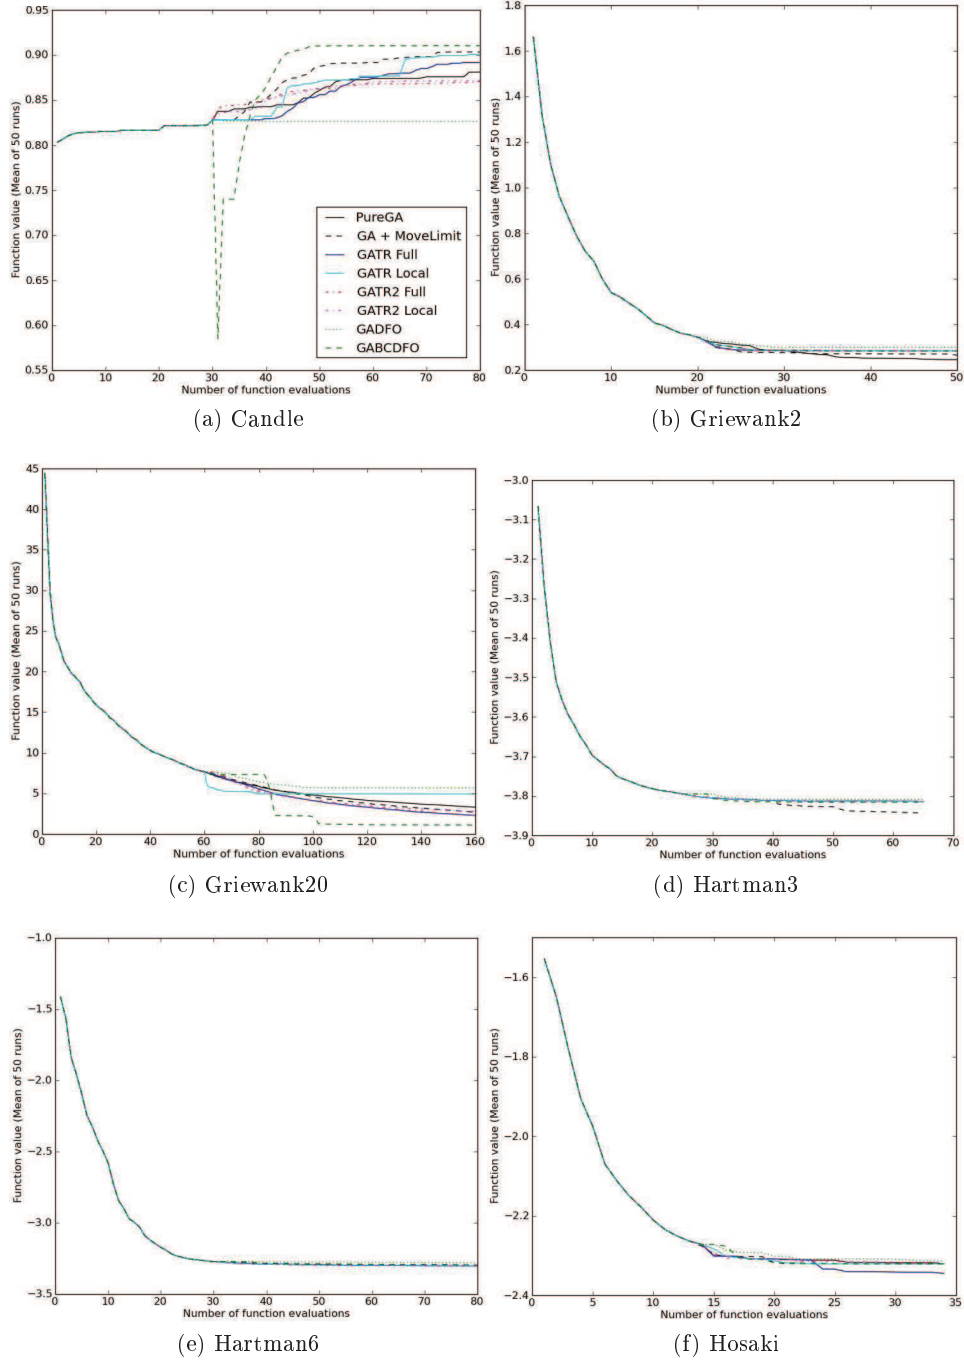 0.95
0.90
0.85
0.80
0.75
0.70
0.65
0.60
0.55
Function value (Mean of 50 runs)
PureGA
GA + MoveLimit
GATR Full
GATR Local
GATR2 Full
GATR2 Local
GADFO
GABCDFO
0 10 20 30 40 50 60 70 80
Number of function evaluations
(a) Candle
1.8
1.6
1.4
1.2
1.0
0.8
0.6
0.4
0.2
Function value (Mean of 50 runs)
0 10 20 30 40 50
Number of function evaluations
(b) Griewank2
45
40
35
30
25
20
15
10
5
0
Function value (Mean of 50 runs)
0 20 40 60 80 100 120 140 160
Number of function evaluations
(c) Griewank20
−3.0
−3.1
−3.2
−3.3
−3.4
−3.5
−3.6
−3.7
−3.8
−3.9
Function value (Mean of 50 runs)
0 10 20 30 40 50 60 70
Number of function evaluations
(d) Hartman3
−1.0
−1.5
−2.0
−2.5
−3.0
−3.5
Function value (Mean of 50 runs)
0 10 20 30 40 50 60 70 80
Number of function evaluations
(e) Hartman6
−1.6
−1.8
−2.0
−2.2
−2.4
Function value (Mean of 50 runs)
0 5 10 15 20 25 30 35
Number of function evaluations
(f) Hosaki